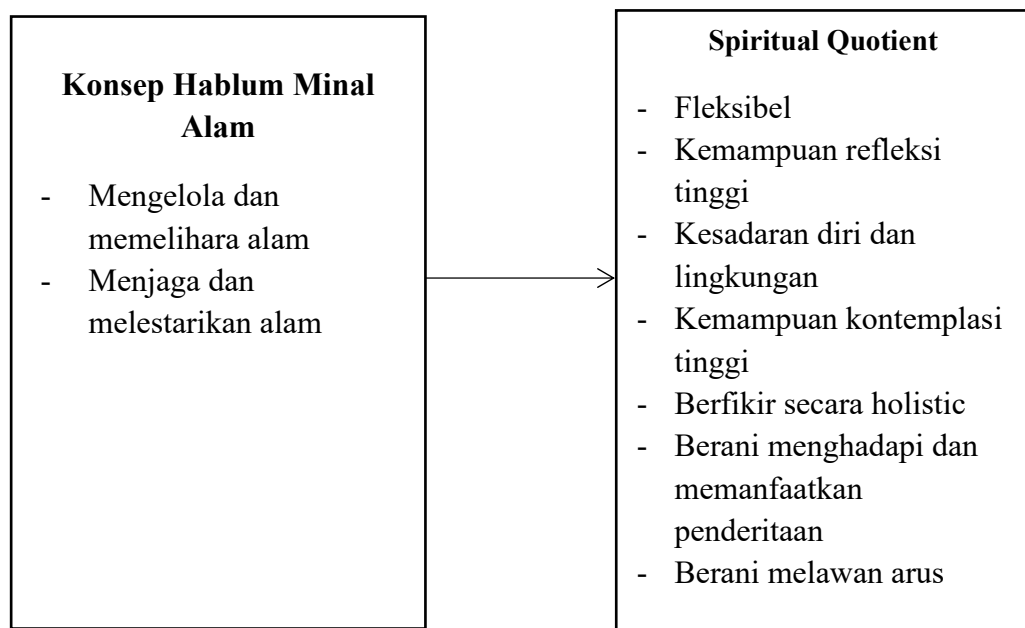 Konsep Hablum Minal
Alam
- Mengelola dan
memelihara alam
- Menjaga dan
melestarikan alam
Spiritual Quotient
- Fleksibel
- Kemampuan refleksi
tinggi
- Kesadaran diri dan
lingkungan
- Kemampuan kontemplasi
tinggi
- Berfikir secara holistic
- Berani menghadapi dan
memanfaatkan
penderitaan
- Berani melawan arus